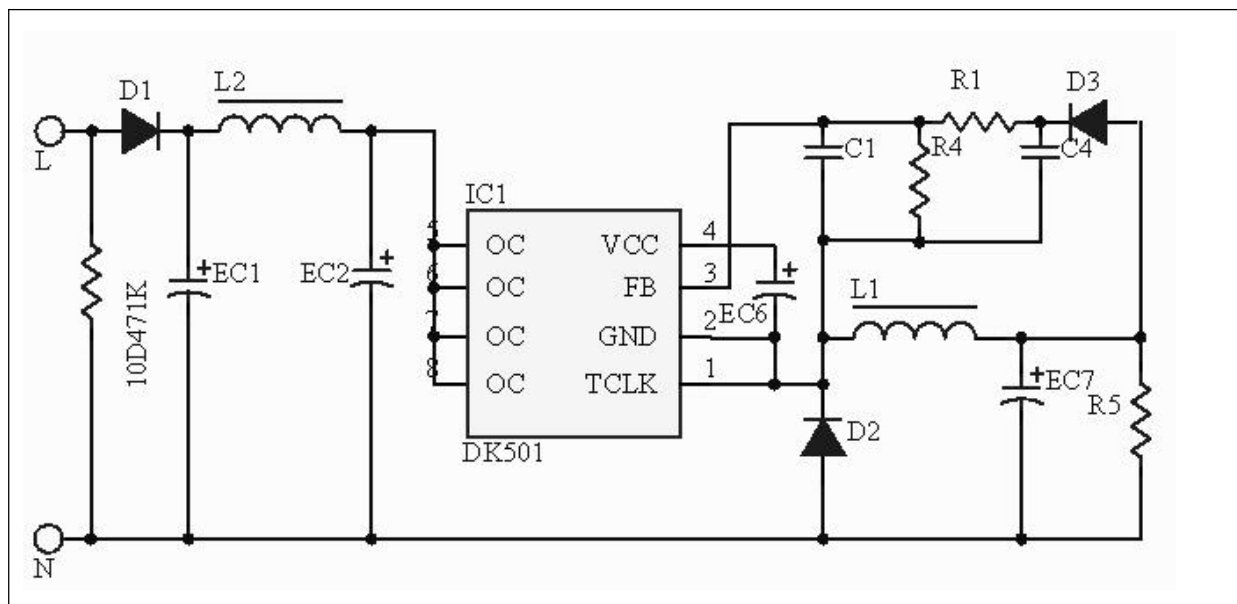 L2
D1
R1
D3
L
C1
R4
C4
IC1
5
OC
VCC
4
EC1
EC2
6
OC
FB
3
EC6
L1
10D471K
7
OC
GND
2
8
OC
TCLK
1
EC7
R5
D2
DK501
N